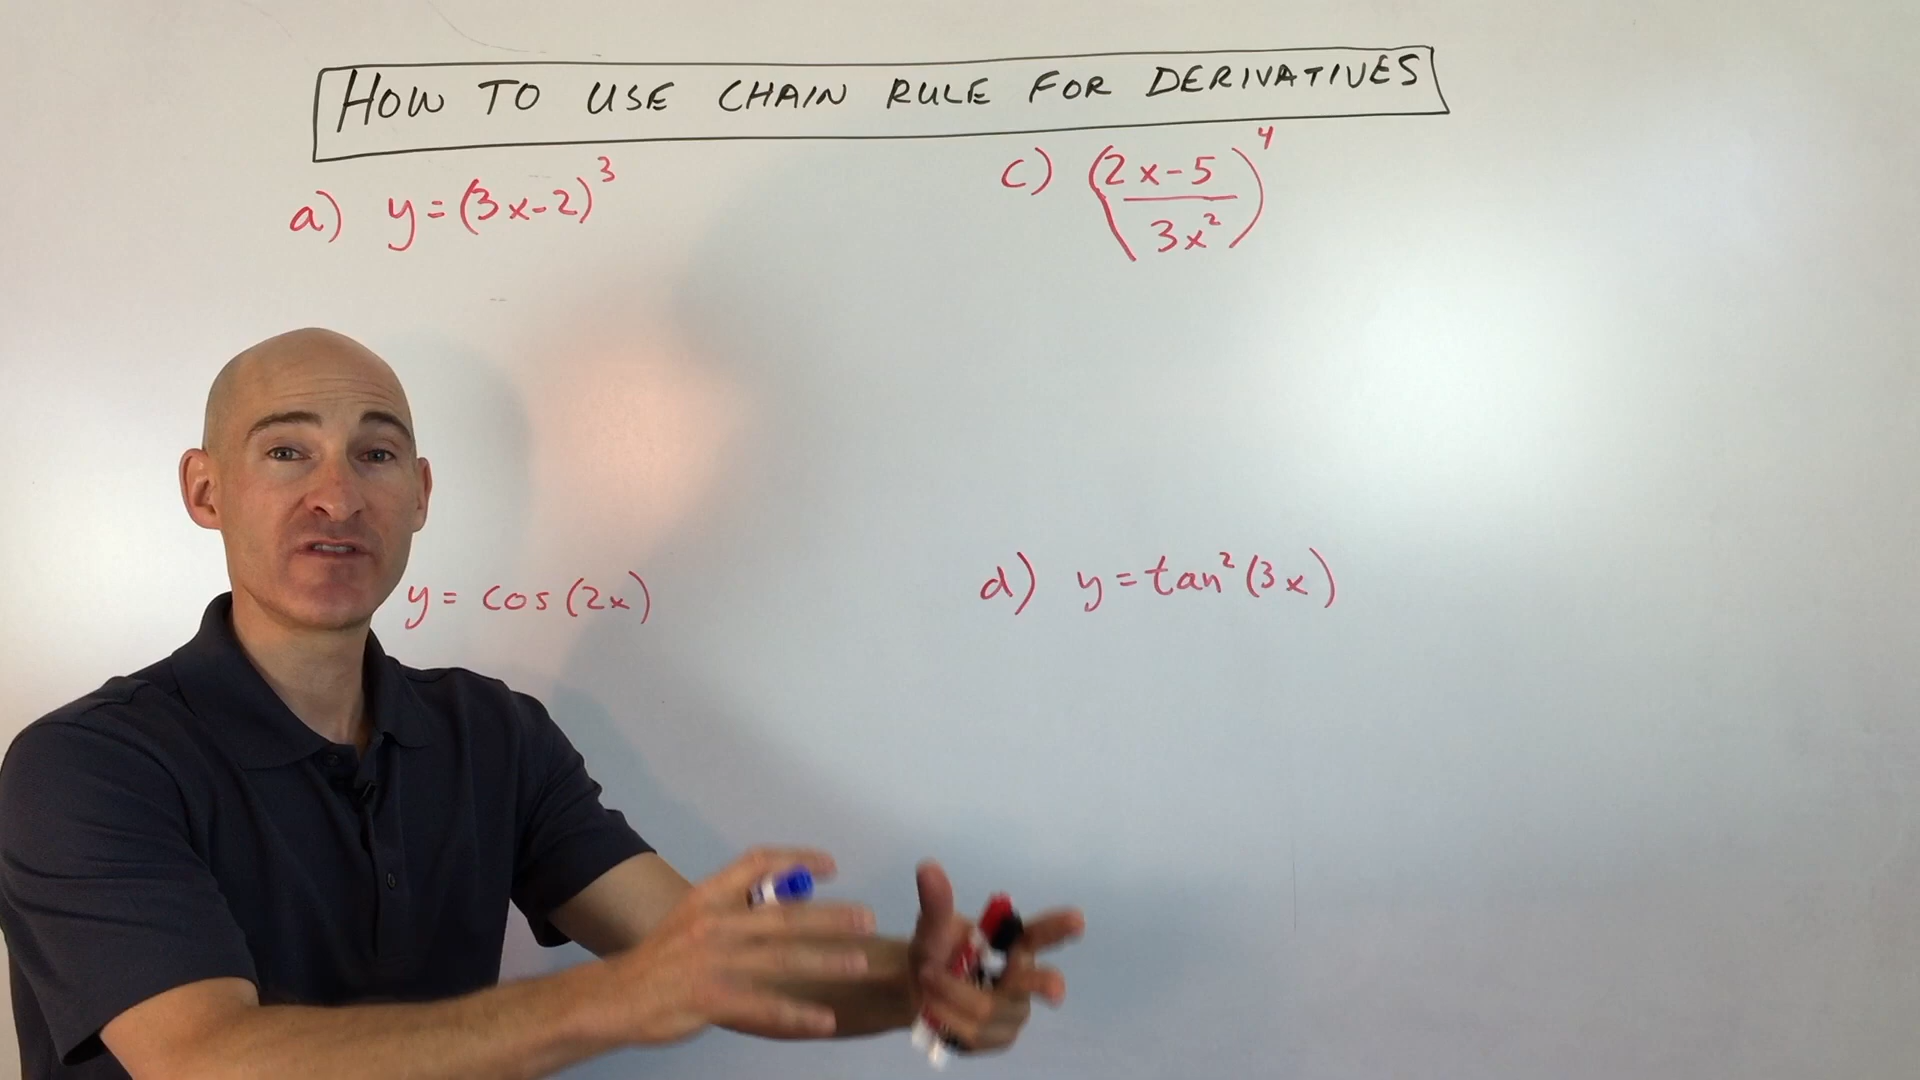 HOW TO USE CHAIN RULE FOR DERIVATIVES
a) y=(3x-2)³
c) (2x-5/3x²)⁴
y= cos(2x)
d) y=tan²(3x)